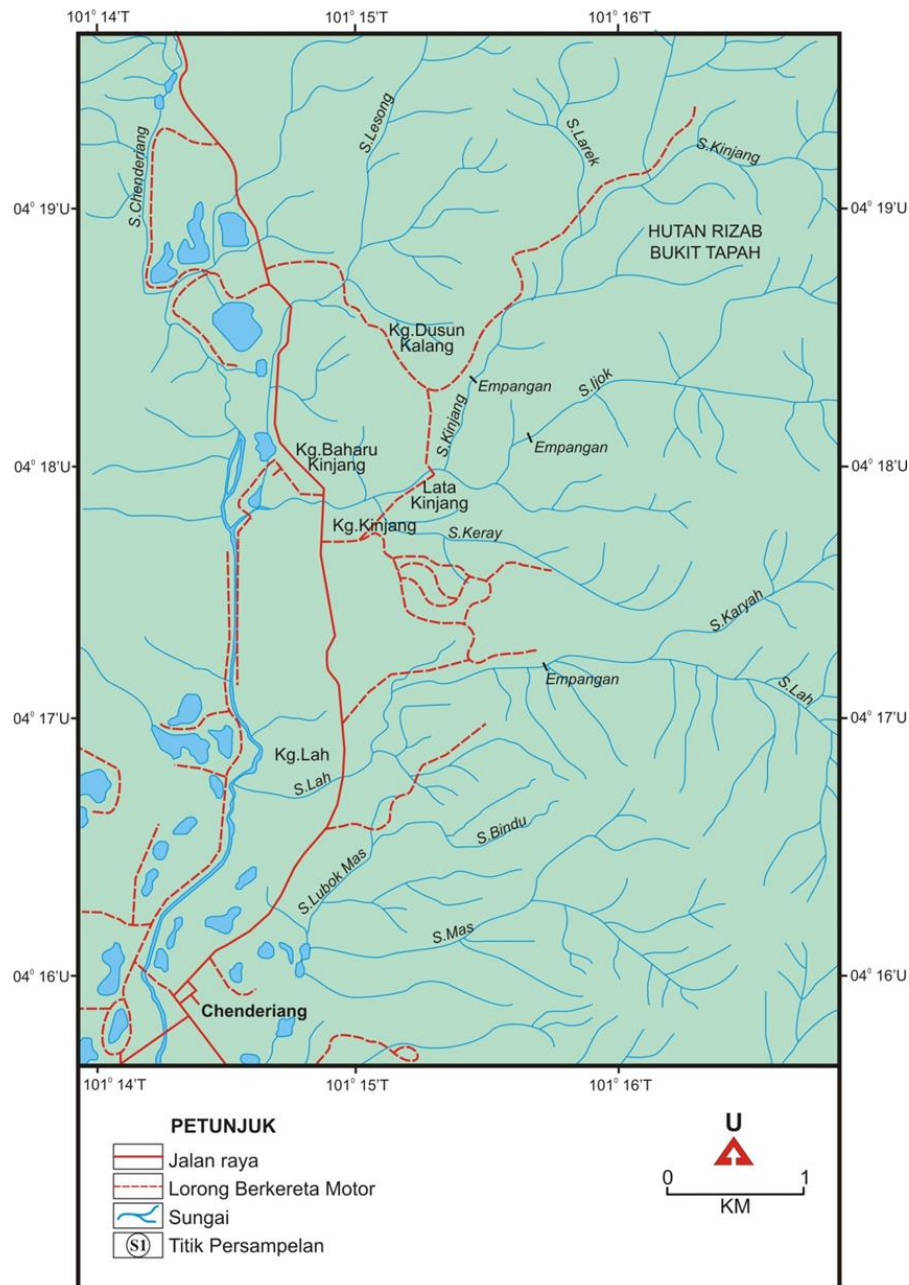 101° 14'T
101° 15'T
101° 16'T
S.Lesong
S.Larek
S.Kinjang
S.Chenderiang
04° 19'U
04° 19'U
HUTAN RIZAB
BUKIT TAPAH
Kg.Dusun
Kalang
Empangan
S.Ijok
S.Kinjang
Empangan
Kg.Baharu
Kinjang
04° 18'U
04° 18'U
Lata
Kinjang
Kg.Kinjang
S.Keray
S.Karyah
Empangan
S.Lah
04° 17'U
04° 17'U
Kg.Lah
S.Lah
S.Bindu
S.Lubok Mas
S.Mas
04° 16'U
04° 16'U
Chenderiang
101° 14'T
101° 15'T
101° 16'T
PETUNJUK
Jalan raya
Lorong Berkereta Motor
Sungai
S1 Titik Persampelan
U
0 1
KM